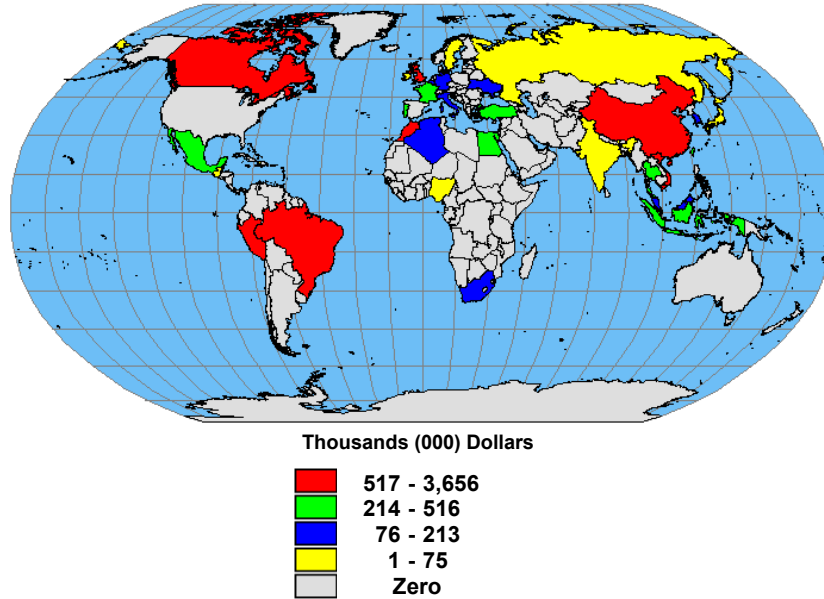 Thousands (000) Dollars
517 - 3,656
214 - 516
76 - 213
1 - 75
Zero